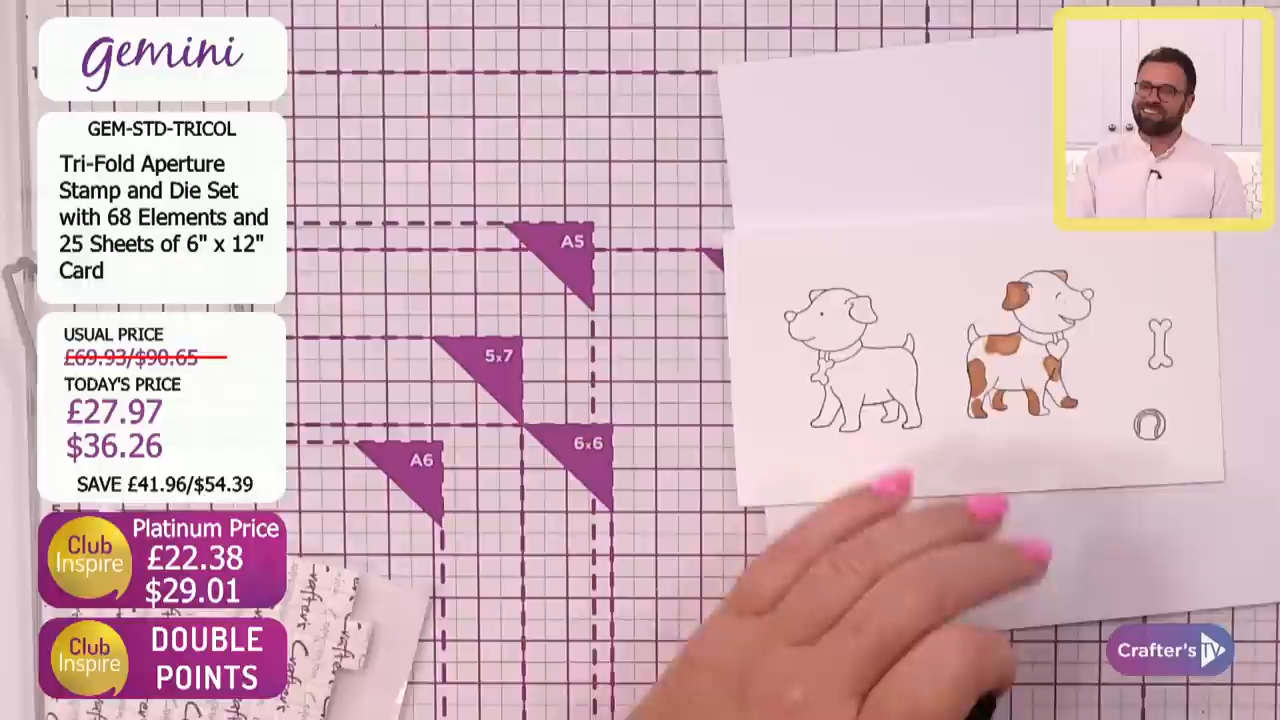 gemini
GEM-STD-TRICOL
Tri-Fold Aperture
Stamp and Die Set
with 68 Elements and
25 Sheets of 6" x 12"
Card
USUAL PRICE
£69.93/$90.65
TODAY'S PRICE
£27.97
$36.26
SAVE £41.96/$54.39
Club
Inspire
Platinum Price
£22.38
$29.01
Club
Inspire
DOUBLE
POINTS
A5
5x7
6x6
A6
Crafter's TV